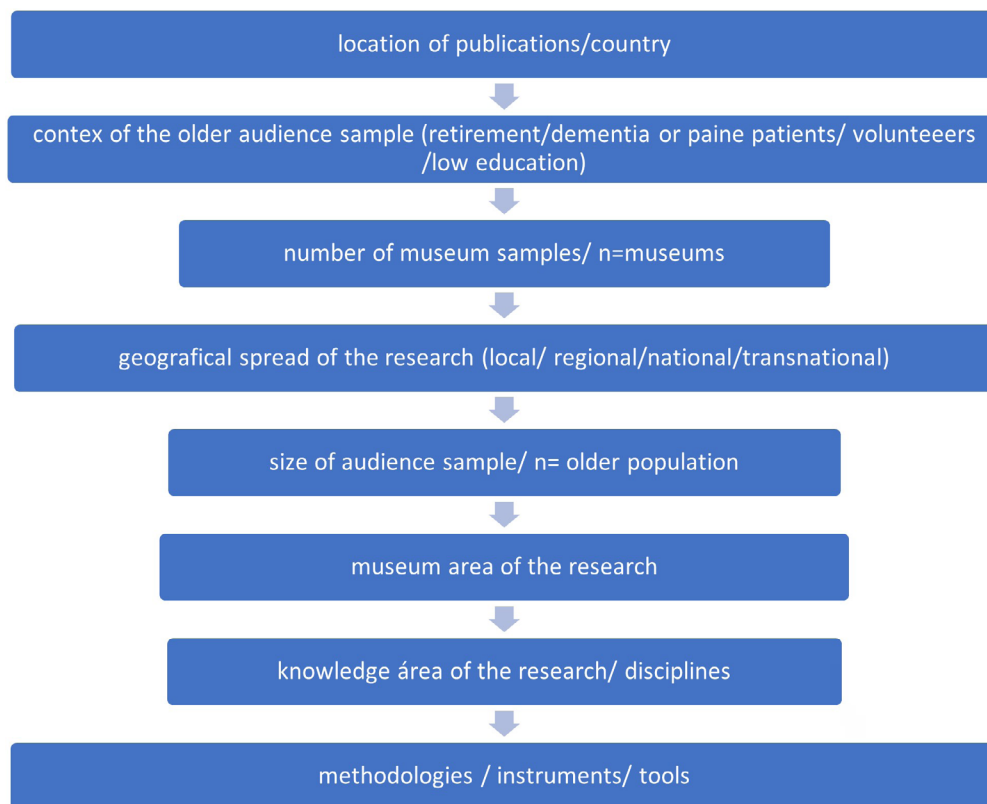 location of publications/country
contex of the older audience sample (retirement/dementia or paine patients/ volunteeers
/low education)
number of museum samples/ n=museums
geografical spread of the research (local/ regional/national/transnational)
size of audience sample/ n= older population
museum area of the research
knowledge área of the research/ disciplines
methodologies / instruments/ tools